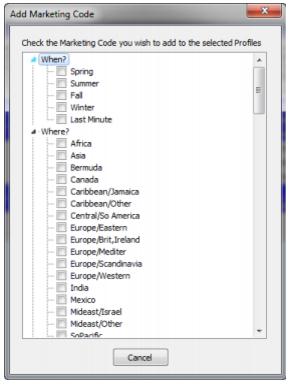 Add Marketing Code
Check the Marketing Code you wish to add to the selected Profiles
When?
Spring
Summer
Fall
Winter
Last Minute
Where?
Africa
Asia
Bermuda
Canada
Caribbean/Jamaica
Caribbean/Other
Central/So America
Europe/Eastern
Europe/Brit,Ireland
Europe/Mediter
Europe/Scandinavia
Europe/Western
India
Mexico
Mideast/Israel
Mideast/Other
SoPacific
Cancel